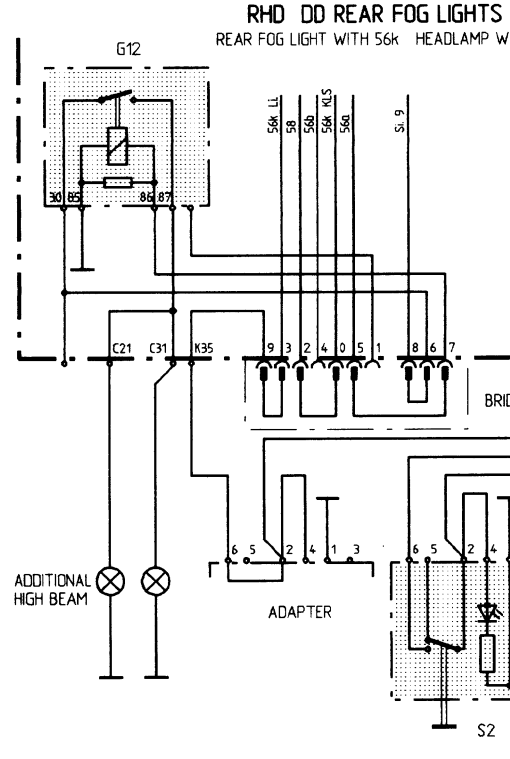 RHD DD REAR FOG LIGHTS
REAR FOG LIGHT WITH 56k HEADLAMP W
G12
56k Li
58
56b
56k KLS
56a
Si. 9
30 85 86 87
C21 C31 K35 9 3 2 4 0 5 1 8 6 7
BRID
6 5 2 4 1 3 6 5 2 4
ADDITIONAL
HIGH BEAM
ADAPTER
S2